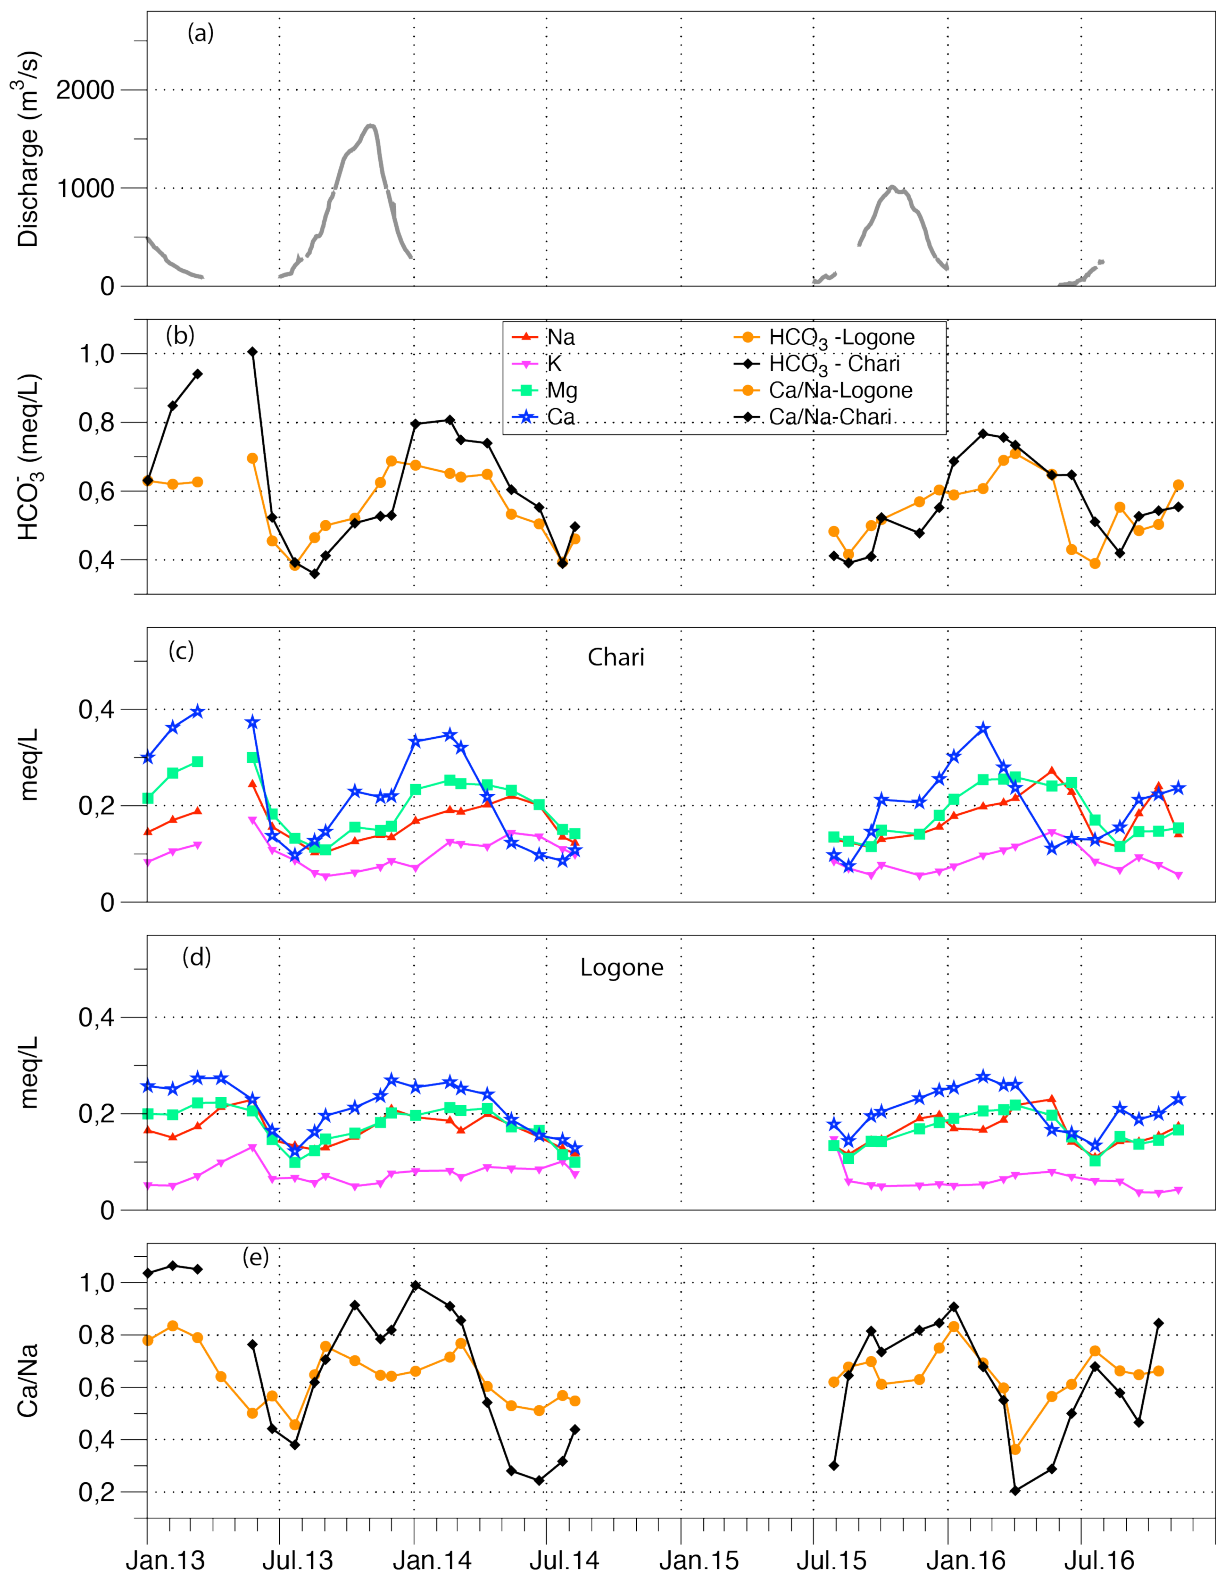 (a)
Discharge (m³/s)
2000
1000
0
(b)
HCO₃⁻ (meq/L)
1,0
0,8
0,6
0,4
Na
K
Mg
Ca
HCO₃ -Logone
HCO₃ - Chari
Ca/Na-Logone
Ca/Na-Chari
(c)
Chari
meq/L
0,4
0,2
0
(d)
Logone
meq/L
0,4
0,2
0
(e)
Ca/Na
1,0
0,8
0,6
0,4
0,2
Jan.13 Jul.13 Jan.14 Jul.14 Jan.15 Jul.15 Jan.16 Jul.16